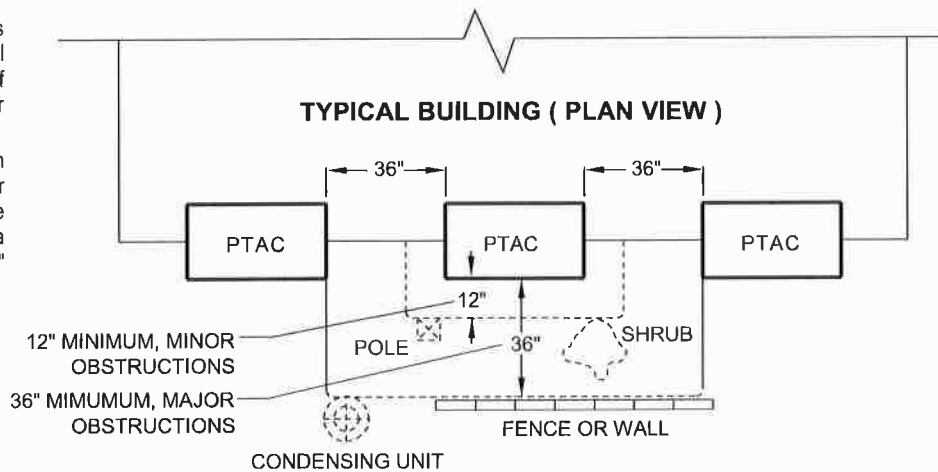 s
l
f
r
n
r
e
a
"
TYPICAL BUILDING ( PLAN VIEW )
36"
36"
PTAC
PTAC
PTAC
12"
12" MINIMUM, MINOR
OBSTRUCTIONS
POLE
36"
SHRUB
36" MIMUMUM, MAJOR
OBSTRUCTIONS
FENCE OR WALL
CONDENSING UNIT